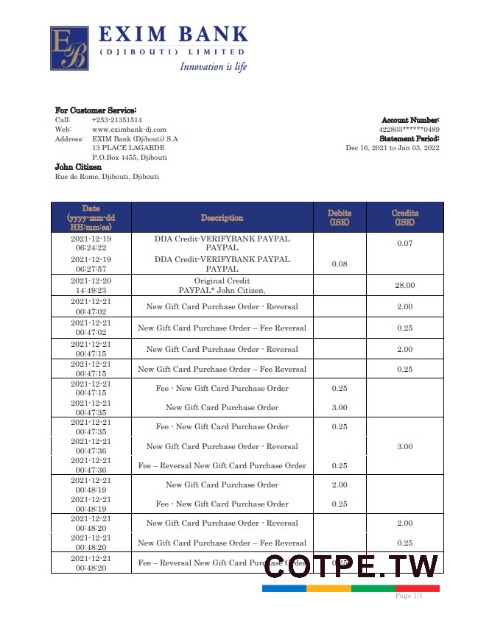 EXIM BANK
(DJIBOUTI) LIMITED
Innovation is life
For Customer Service:
Call: +253-21351514
Web: www.eximbank-dj.com
Address: EXIM Bank (Djibouti) S.A
13 PLACE LAGARDE
P.O.Box 4455, Djibouti
John Citizen
Rue de Rome, Djibouti, Djibouti
Account Number:
422803******0489
Statement Period:
Dec 16, 2021 to Jan 03, 2022
Date (yyyy-mm-dd HH:mm:ss) Description Debits (ISK) Credits (ISK)
2021-12-19 06:24:22 DDA Credit-VERIFYBANK PAYPAL PAYPAL 0.07
2021-12-19 06:27:57 DDA Credit-VERIFYBANK PAYPAL PAYPAL 0.08
2021-12-20 14:49:23 Original Credit PAYPAL* John Citizen, 28.00
2021-12-21 00:47:02 New Gift Card Purchase Order - Reversal 2.00
2021-12-21 00:47:02 New Gift Card Purchase Order – Fee Reversal 0.25
2021-12-21 00:47:15 New Gift Card Purchase Order - Reversal 2.00
2021-12-21 00:47:15 New Gift Card Purchase Order – Fee Reversal 0.25
2021-12-21 00:47:15 Fee - New Gift Card Purchase Order 0.25
2021-12-21 00:47:35 New Gift Card Purchase Order 3.00
2021-12-21 00:47:35 Fee - New Gift Card Purchase Order 0.25
2021-12-21 00:47:36 New Gift Card Purchase Order - Reversal 3.00
2021-12-21 00:47:36 Fee – Reversal New Gift Card Purchase Order 0.25
2021-12-21 00:48:19 New Gift Card Purchase Order 2.00
2021-12-21 00:48:19 Fee - New Gift Card Purchase Order 0.25
2021-12-21 00:48:20 New Gift Card Purchase Order - Reversal 2.00
2021-12-21 00:48:20 New Gift Card Purchase Order – Fee Reversal 0.25
2021-12-21 00:48:20 Fee – Reversal New Gift Card Purchase Order
COTPE.TW
Page 1/1